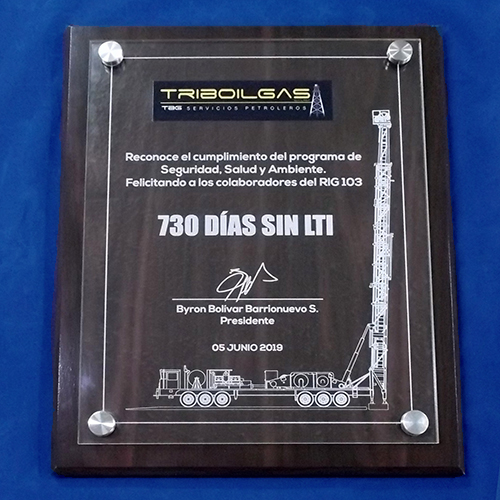 TRIBOILGAS
TBG SERVICIOS PETROLEROS
Reconoce el cumplimiento del programa de
Seguridad, Salud y Ambiente.
Felicitando a los colaboradores del RIG 103
730 DÍAS SIN LTI
Byron Bolívar Barrionuevo S.
Presidente
05 JUNIO 2019